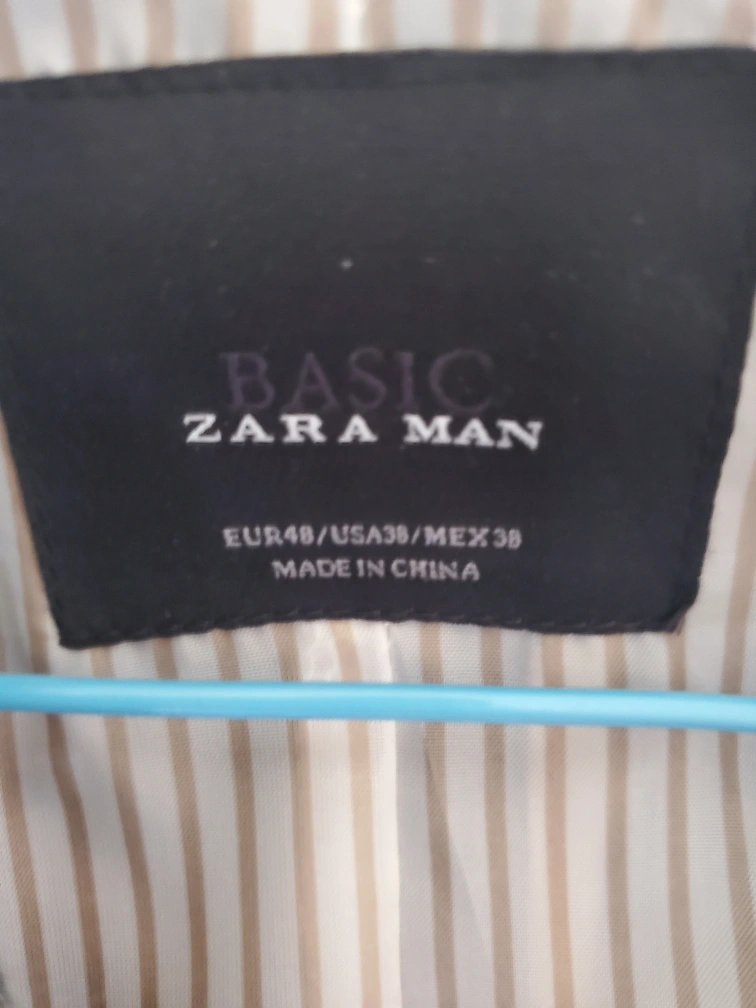 BASIC
ZARA MAN
EUR48/USA38/MEX38
MADE IN CHINA